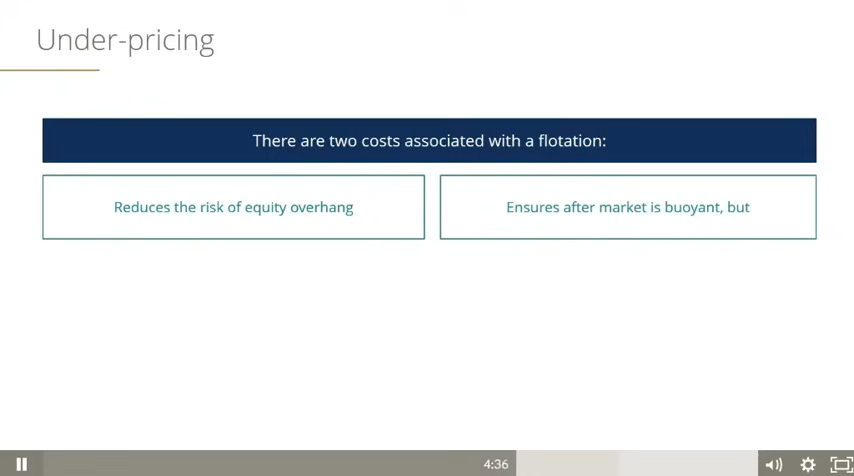 Under-pricing
There are two costs associated with a flotation:
Reduces the risk of equity overhang
Ensures after market is buoyant, but
4:36